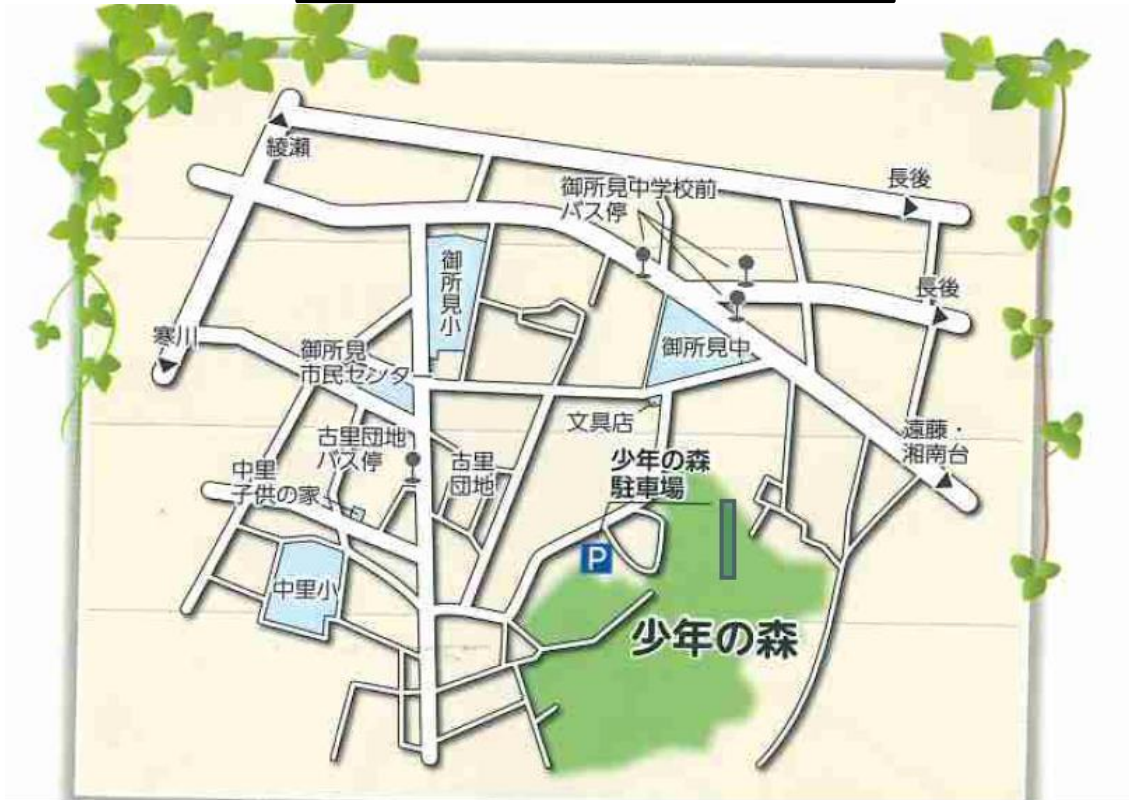 綾瀬
長後
御所見中学校前
バス停
御所見小
長後
寒川
御所見
市民センター
御所見中
文具店
遠藤・
湘南台
古里団地
バス停
古里
団地
少年の森
駐車場
中里
子供の家
P
中里小
少年の森